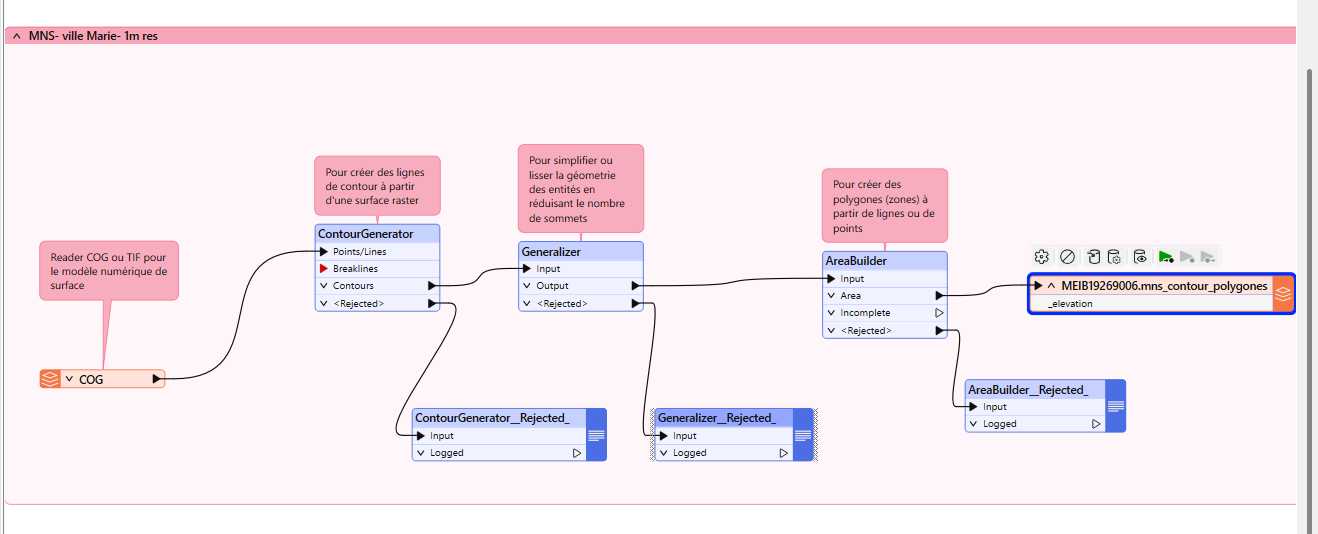 MNS- ville Marie- 1m res
Pour créer des lignes
de contour à partir
d'une surface raster
Pour simplifier ou
lisser la géometrie
des entités en
réduisant le nombre
de sommets
Pour créer des
polygones (zones) à
partir de lignes ou de
points
Reader COG ou TIF pour
le modèle numérique de
surface
COG
ContourGenerator
Points/Lines
Breaklines
Contours
<Rejected>
Generalizer
Input
Output
<Rejected>
AreaBuilder
Input
Area
Incomplete
<Rejected>
MEIB19269006.mns_contour_polygones
_elevation
ContourGenerator__Rejected_
Input
Logged
Generalizer__Rejected_
Input
Logged
AreaBuilder__Rejected_
Input
Logged